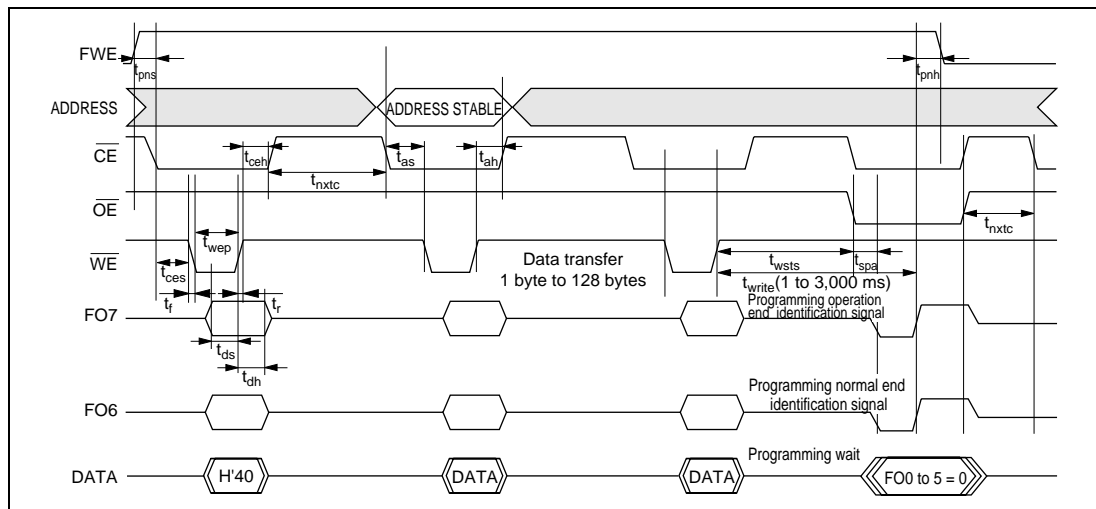 FWE
tpns
tpnh
ADDRESS
ADDRESS STABLE
CE
tceh
tas
tah
tnxtc
OE
tnxtc
twep
WE
tces
Data transfer
1 byte to 128 bytes
twsts
tspa
twrite(1 to 3,000 ms)
tf
tr
Programming operation
end identification signal
FO7
tds
tdh
Programming normal end
identification signal
FO6
Programming wait
DATA
H'40
DATA
DATA
FO0 to 5 = 0